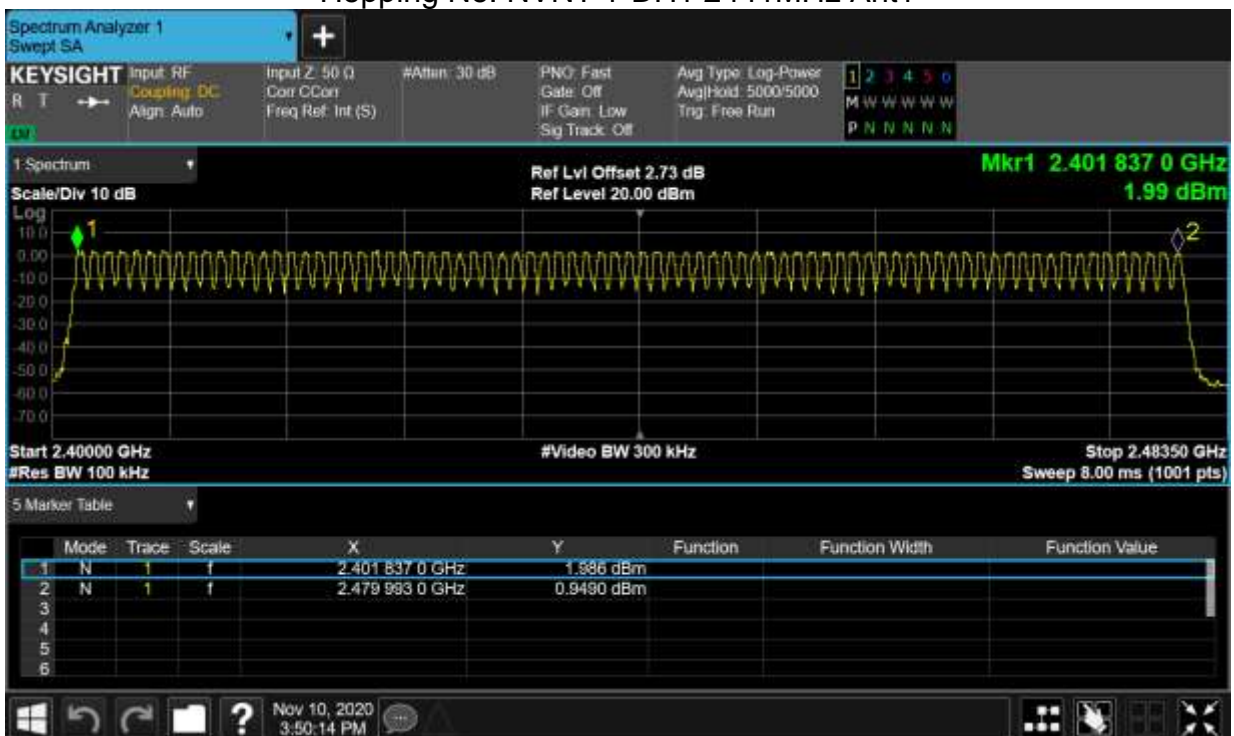 Spectrum Analyzer 1
Swept SA
+
KEYSIGHT Input: RF Input Z: 50 Ω #Atten: 30 dB PNO: Fast Avg Type: Log-Power 1 2 3 4 5 6
R T Coupling: DC Corr CCorr Gate: Off Avg|Hold: 5000/5000 M W W W W W
Align: Auto Freq Ref: Int (S) IF Gain: Low Trig: Free Run
Sig Track: Off P N N N N N
1 Spectrum Ref Lvl Offset 2.73 dB Mkr1 2.401 837 0 GHz
Scale/Div 10 dB Ref Level 20.00 dBm 1.99 dBm
Log
10.0 1 2
0.00
-10.0
-20.0
-30.0
-40.0
-50.0
-60.0
-70.0
Start 2.40000 GHz #Video BW 300 kHz Stop 2.48350 GHz
#Res BW 100 kHz Sweep 8.00 ms (1001 pts)
5 Marker Table
Mode Trace Scale X Y Function Function Width Function Value
1 N 1 f 2.401 837 0 GHz 1.986 dBm
2 N 1 f 2.479 993 0 GHz 0.9490 dBm
3
4
5
6
? Nov 10, 2020
3:50:14 PM